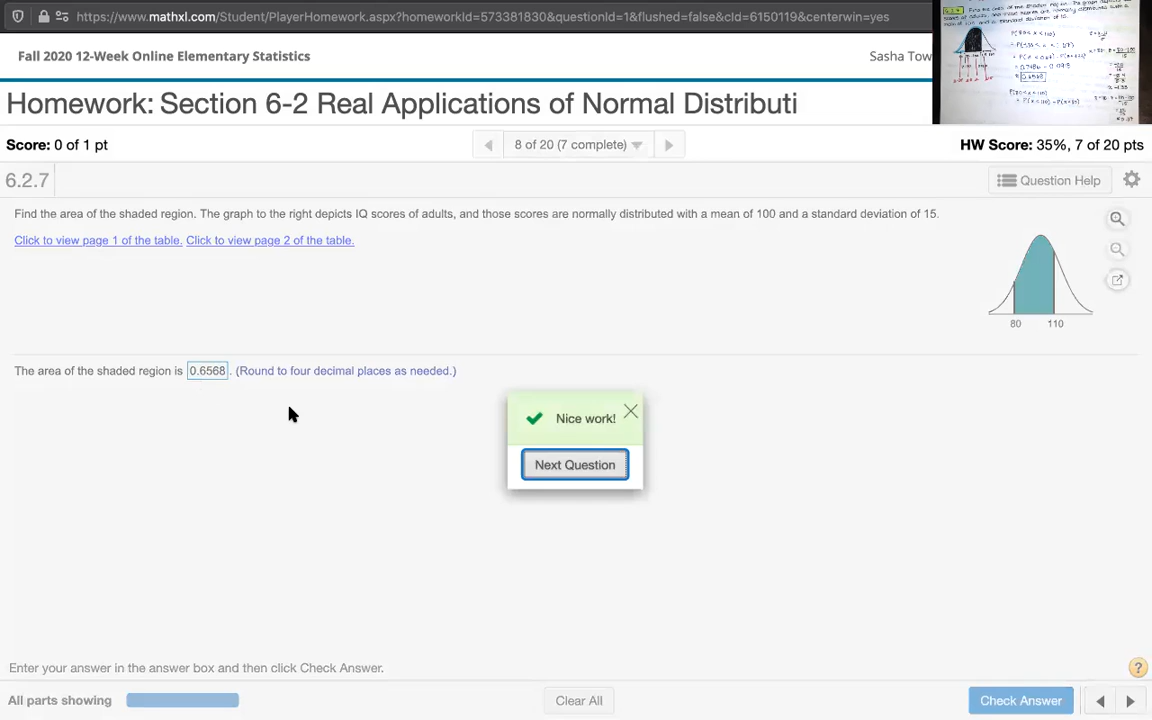 https://www.mathxl.com/Student/PlayerHomework.aspx?homeworkId=573381830&questionId=1&flushed=false&cId=6150119&centerwin=yes
Fall 2020 12-Week Online Elementary Statistics
Sasha Tow
Homework: Section 6-2 Real Applications of Normal Distributi
Score: 0 of 1 pt
8 of 20 (7 complete)
HW Score: 35%, 7 of 20 pts
6.2.7
Question Help
Find the area of the shaded region. The graph to the right depicts IQ scores of adults, and those scores are normally distributed with a mean of 100 and a standard deviation of 15.
Click to view page 1 of the table. Click to view page 2 of the table.
80 110
The area of the shaded region is 0.6568 . (Round to four decimal places as needed.)
Nice work!
Next Question
Enter your answer in the answer box and then click Check Answer.
?
All parts showing
Clear All
Check Answer